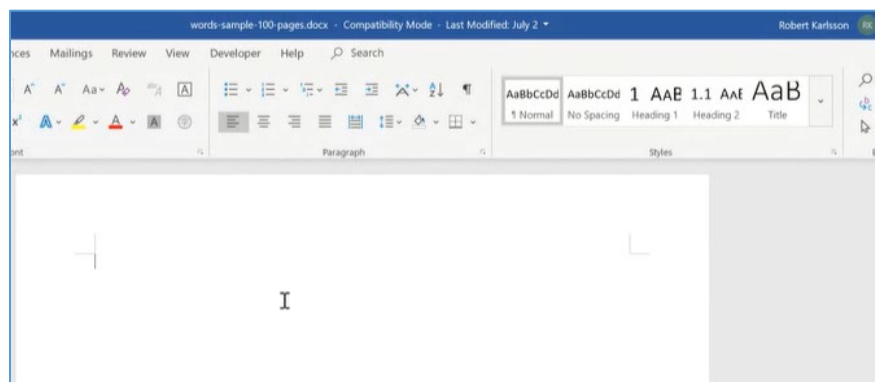 words-sample-100-pages.docx - Compatibility Mode - Last Modified: July 2
Robert Karlsson RK
nces Mailings Review View Developer Help Search
AaBbCcDd AaBbCcDd 1 AABI 1.1 AAE AaB
¶ Normal No Spacing Heading 1 Heading 2 Title
ont Paragraph Styles